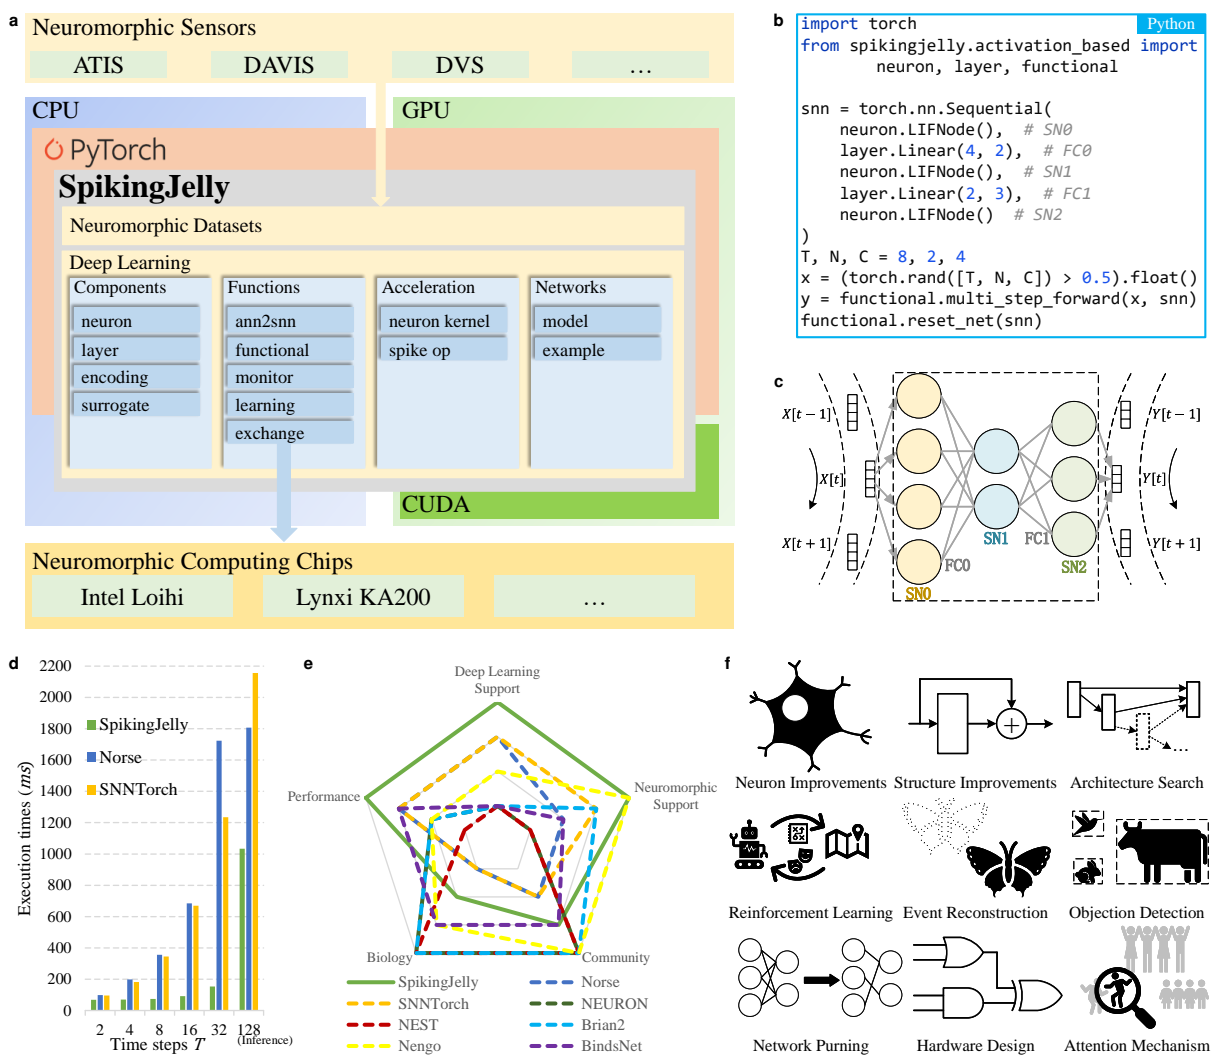 a
Neuromorphic Sensors
ATIS DAVIS DVS ...
CPU GPU
PyTorch
SpikingJelly
Neuromorphic Datasets
Deep Learning
Components Functions Acceleration Networks
neuron ann2snn neuron kernel model
layer functional spike op example
encoding monitor
surrogate learning
exchange
CUDA
Neuromorphic Computing Chips
Intel Loihi Lynxi KA200 ...
b
Python
import torch
from spikingjelly.activation_based import
neuron, layer, functional
snn = torch.nn.Sequential(
neuron.LIFNode(), # SN0
layer.Linear(4, 2), # FC0
neuron.LIFNode(), # SN1
layer.Linear(2, 3), # FC1
neuron.LIFNode() # SN2
)
T, N, C = 8, 2, 4
x = (torch.rand([T, N, C]) > 0.5).float()
y = functional.multi_step_forward(x, snn)
functional.reset_net(snn)
c
X[t−1] Y[t−1]
X[t] Y[t]
X[t+1] Y[t+1]
SN1 FC1
FC0 SN2
SN0
d
2200
2000
1800
1600
1400
1200
1000
800
600
400
200
0
Execution times (ms)
SpikingJelly
Norse
SNNTorch
2 4 8 16 32 128
(Inference)
Time steps T
e
Deep Learning
Support
Performance
Neuromorphic
Support
Biology
Community
SpikingJelly Norse
SNNTorch NEURON
NEST Brian2
Nengo BindsNet
f
Neuron Improvements Structure Improvements Architecture Search
Reinforcement Learning Event Reconstruction Objection Detection
Network Purning Hardware Design Attention Mechanism